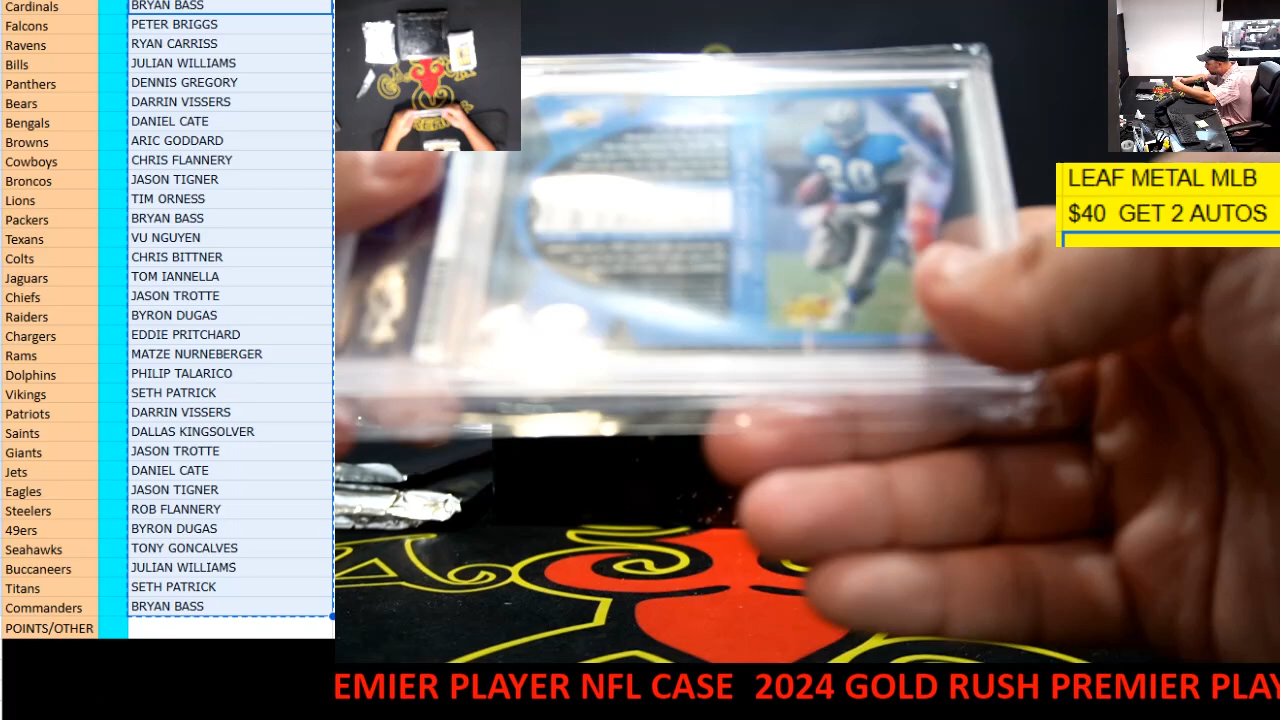 Cardinals BRYAN BASS
Falcons PETER BRIGGS
Ravens RYAN CARRISS
Bills JULIAN WILLIAMS
Panthers DENNIS GREGORY
Bears DARRIN VISSERS
Bengals DANIEL CATE
Browns ARIC GODDARD
Cowboys CHRIS FLANNERY
Broncos JASON TIGNER
Lions TIM ORNESS
Packers BRYAN BASS
Texans VU NGUYEN
Colts CHRIS BITTNER
Jaguars TOM IANNELLA
Chiefs JASON TROTTE
Raiders BYRON DUGAS
Chargers EDDIE PRITCHARD
Rams MATZE NURNEBERGER
Dolphins PHILIP TALARICO
Vikings SETH PATRICK
Patriots DARRIN VISSERS
Saints DALLAS KINGSOLVER
Giants JASON TROTTE
Jets DANIEL CATE
Eagles JASON TIGNER
Steelers ROB FLANNERY
49ers BYRON DUGAS
Seahawks TONY GONCALVES
Buccaneers JULIAN WILLIAMS
Titans SETH PATRICK
Commanders BRYAN BASS
POINTS/OTHER
LEAF METAL MLB
$40 GET 2 AUTOS
20
EMIER PLAYER NFL CASE 2024 GOLD RUSH PREMIER PLAY